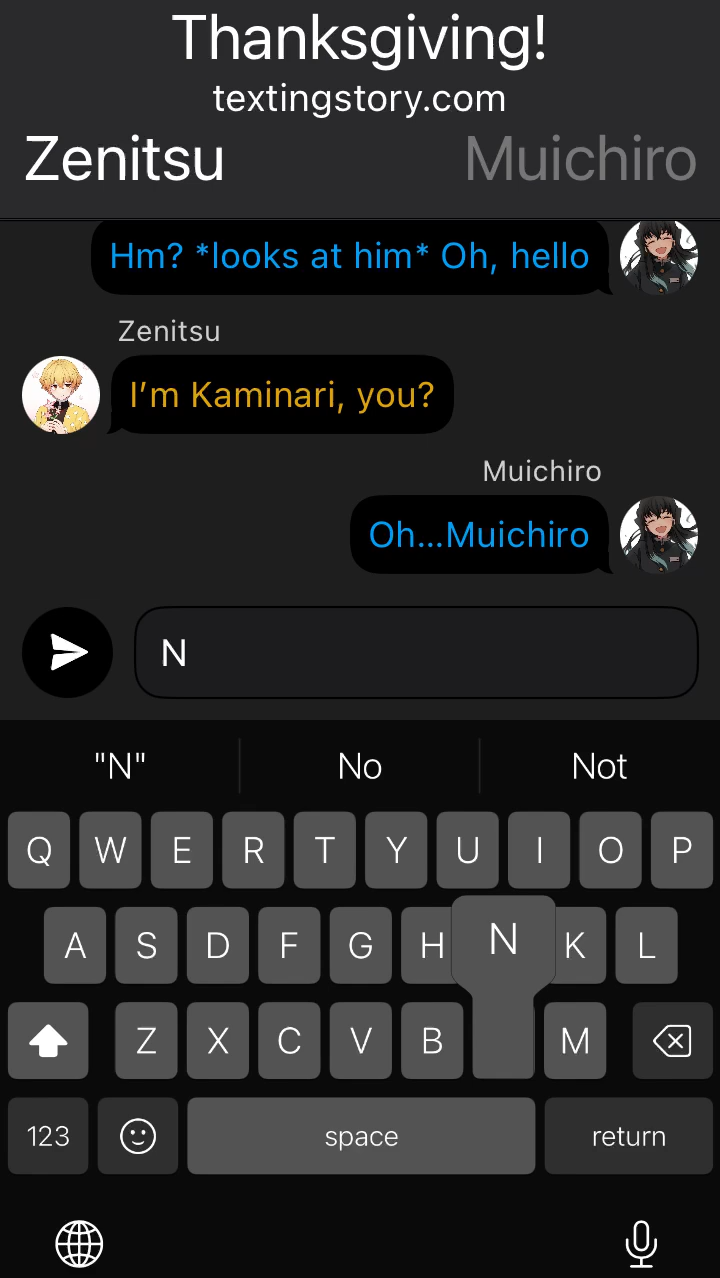 Thanksgiving!
textingstory.com
Zenitsu Muichiro
Hm? *looks at him* Oh, hello
Zenitsu
I’m Kaminari, you?
Muichiro
Oh...Muichiro
N
"N" No Not
Q W E R T Y U I O P
A S D F G H N K L
Z X C V B M
123 space return